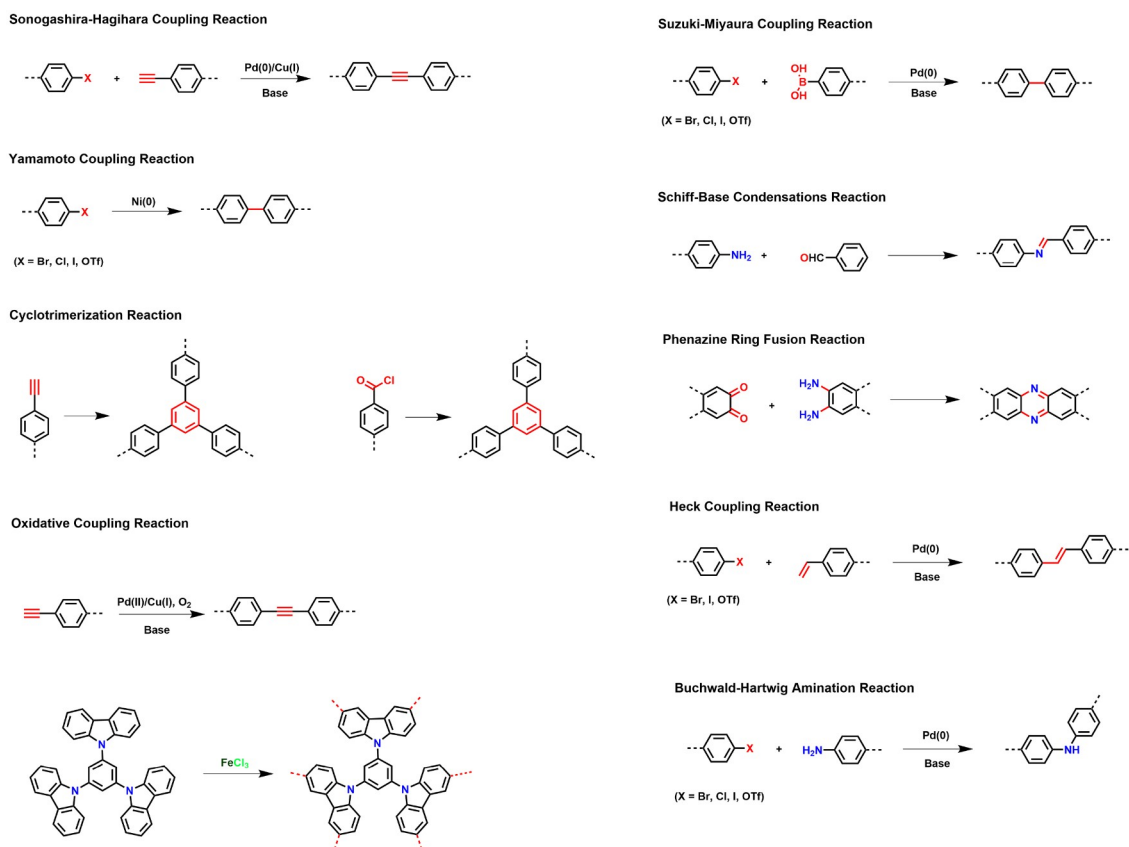 Sonogashira-Hagihara Coupling Reaction
X
+
Pd(0)/Cu(I)
Base
Yamamoto Coupling Reaction
X
Ni(0)
(X = Br, Cl, I, OTf)
Cyclotrimerization Reaction
O
Cl
Oxidative Coupling Reaction
Pd(II)/Cu(I), O2
Base
N
N
N
FeCl3
N
N
N
Suzuki-Miyaura Coupling Reaction
X
+
OH
B
OH
Pd(0)
Base
(X = Br, Cl, I, OTf)
Schiff-Base Condensations Reaction
NH2
+
OHC
N
Phenazine Ring Fusion Reaction
O
O
+
H2N
H2N
N
N
Heck Coupling Reaction
X
+
Pd(0)
Base
(X = Br, I, OTf)
Buchwald-Hartwig Amination Reaction
X
+
H2N
Pd(0)
Base
NH
(X = Br, Cl, I, OTf)